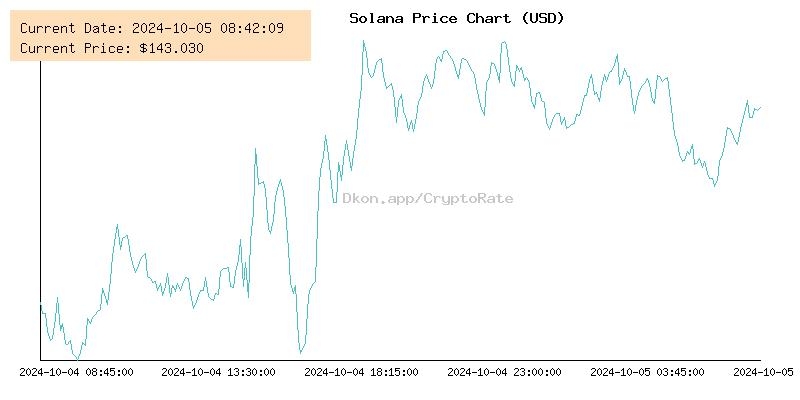 Solana Price Chart (USD)
Current Date: 2024-10-05 08:42:09
Current Price: $143.030
Dkon.app/CryptoRate
2024-10-04 08:45:00 2024-10-04 13:30:00 2024-10-04 18:15:00 2024-10-04 23:00:00 2024-10-05 03:45:00 2024-10-05